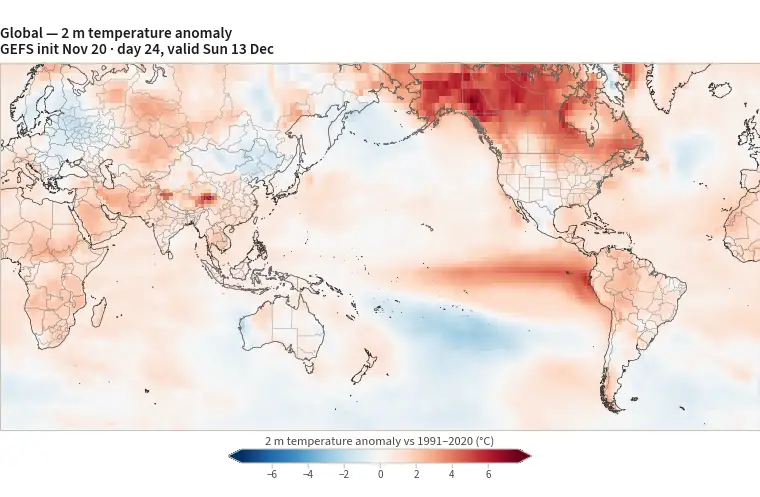 Global — 2 m temperature anomaly
GEFS init Nov 20 · day 24, valid Sun 13 Dec
2 m temperature anomaly vs 1991–2020 (°C)
−6 −4 −2 0 2 4 6